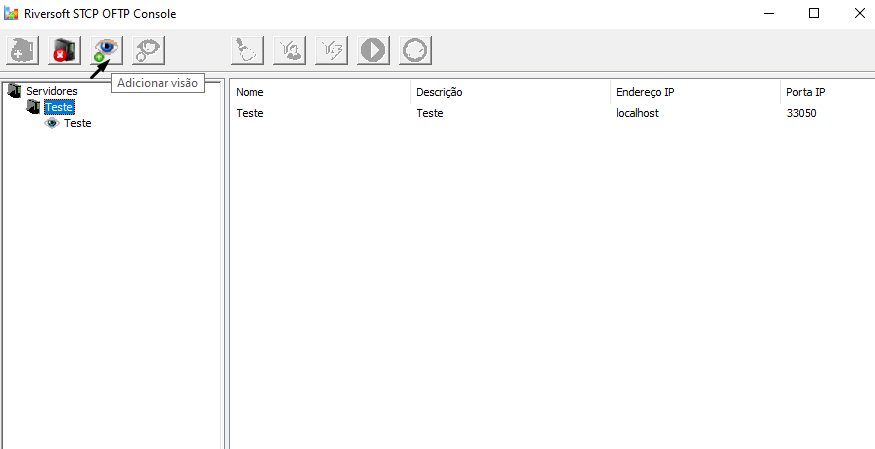 Riversoft STCP OFTP Console
Adicionar visão
Servidores
Teste
Teste
Nome Descrição Endereço IP Porta IP
Teste Teste localhost 33050